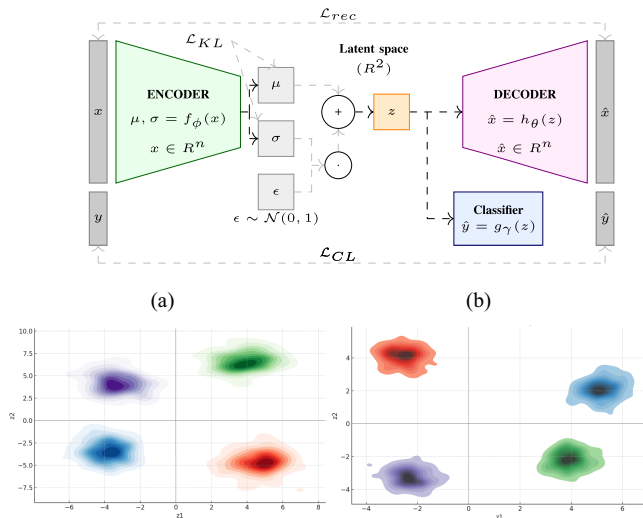 ℒ_rec
ℒ_KL
Latent space
(R^2)
x
ENCODER
μ, σ = f_ϕ(x)
x ∈ R^n
μ
σ
ϵ
ϵ ∼ 𝒩(0, 1)
+
·
z
DECODER
x̂ = h_θ(z)
x̂ ∈ R^n
x̂
y
Classifier
ŷ = g_γ(z)
ŷ
ℒ_CL
(a)
(b)
10.0
7.5
5.0
2.5
0.0
−2.5
−5.0
−7.5
z2
−6 −4 −2 0 2 4 6 8
z1
4
2
0
−2
−4
z2
−4 −2 0 2 4 6
z1